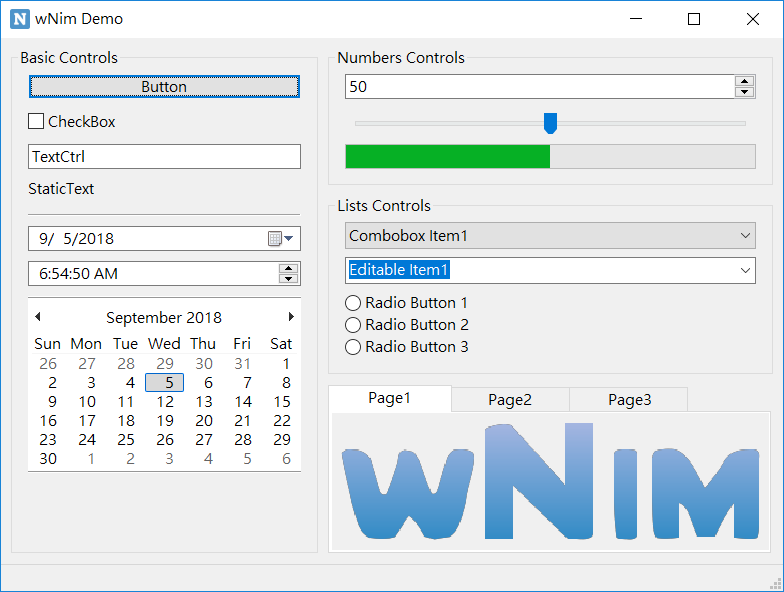 wNim Demo
Basic Controls
Button
CheckBox
TextCtrl
StaticText
9/ 5/2018
6:54:50 AM
September 2018
Sun Mon Tue Wed Thu Fri Sat
26 27 28 29 30 31 1
2 3 4 5 6 7 8
9 10 11 12 13 14 15
16 17 18 19 20 21 22
23 24 25 26 27 28 29
30 1 2 3 4 5 6
Numbers Controls
50
Lists Controls
Combobox Item1
Editable Item1
Radio Button 1
Radio Button 2
Radio Button 3
Page1 Page2 Page3
wNim